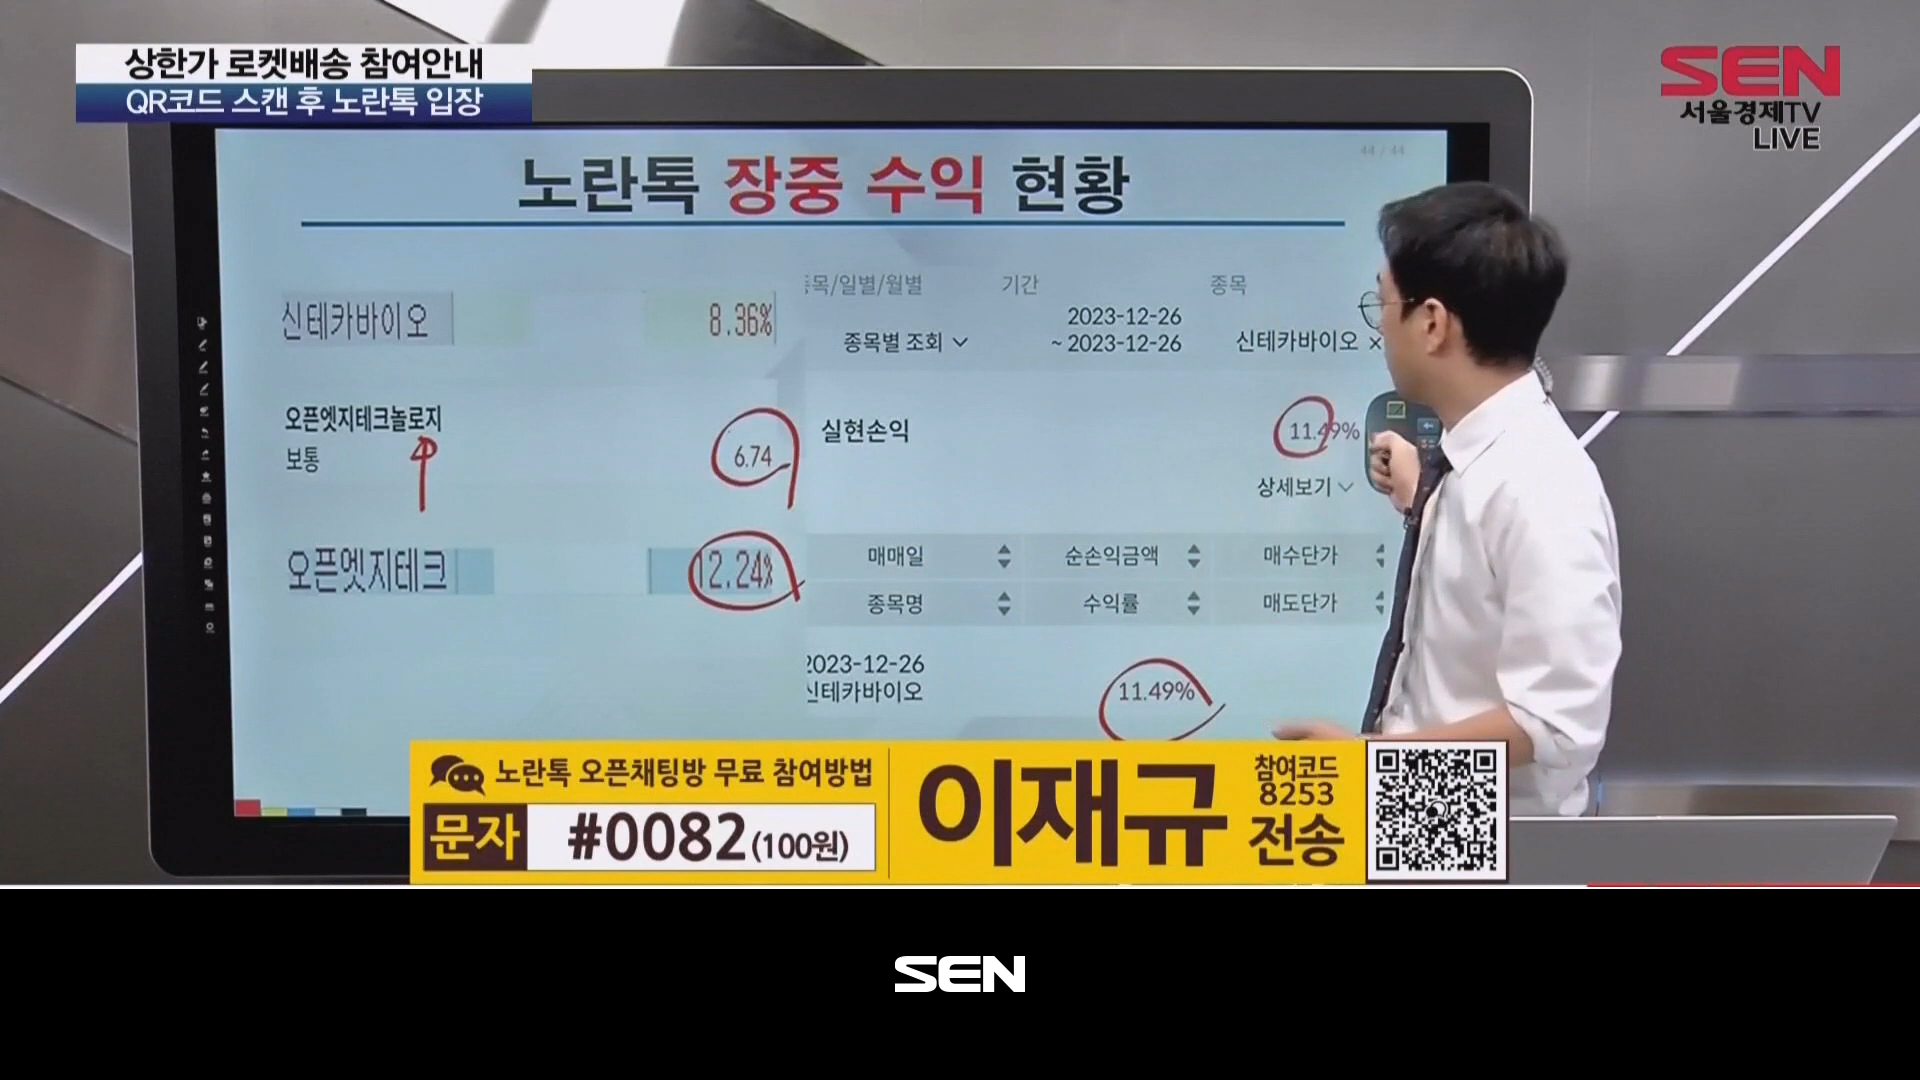 상한가 로켓배송 참여안내
QR코드 스캔 후 노란톡 입장
SEN
서울경제TV
LIVE
44 / 44
노란톡 장중 수익 현황
신테카바이오 8.36%
오픈엣지테크놀로지
보통 6.74
오픈엣지테크 12.24%
종목/일별/월별 기간 종목
종목별 조회 2023-12-26
~ 2023-12-26 신테카바이오 ×
실현손익 11.49%
상세보기
매매일 순손익금액 매수단가
종목명 수익률 매도단가
2023-12-26
신테카바이오 11.49%
노란톡 오픈채팅방 무료 참여방법
문자 #0082 (100원)
이재규
참여코드
8253
전송
SEN